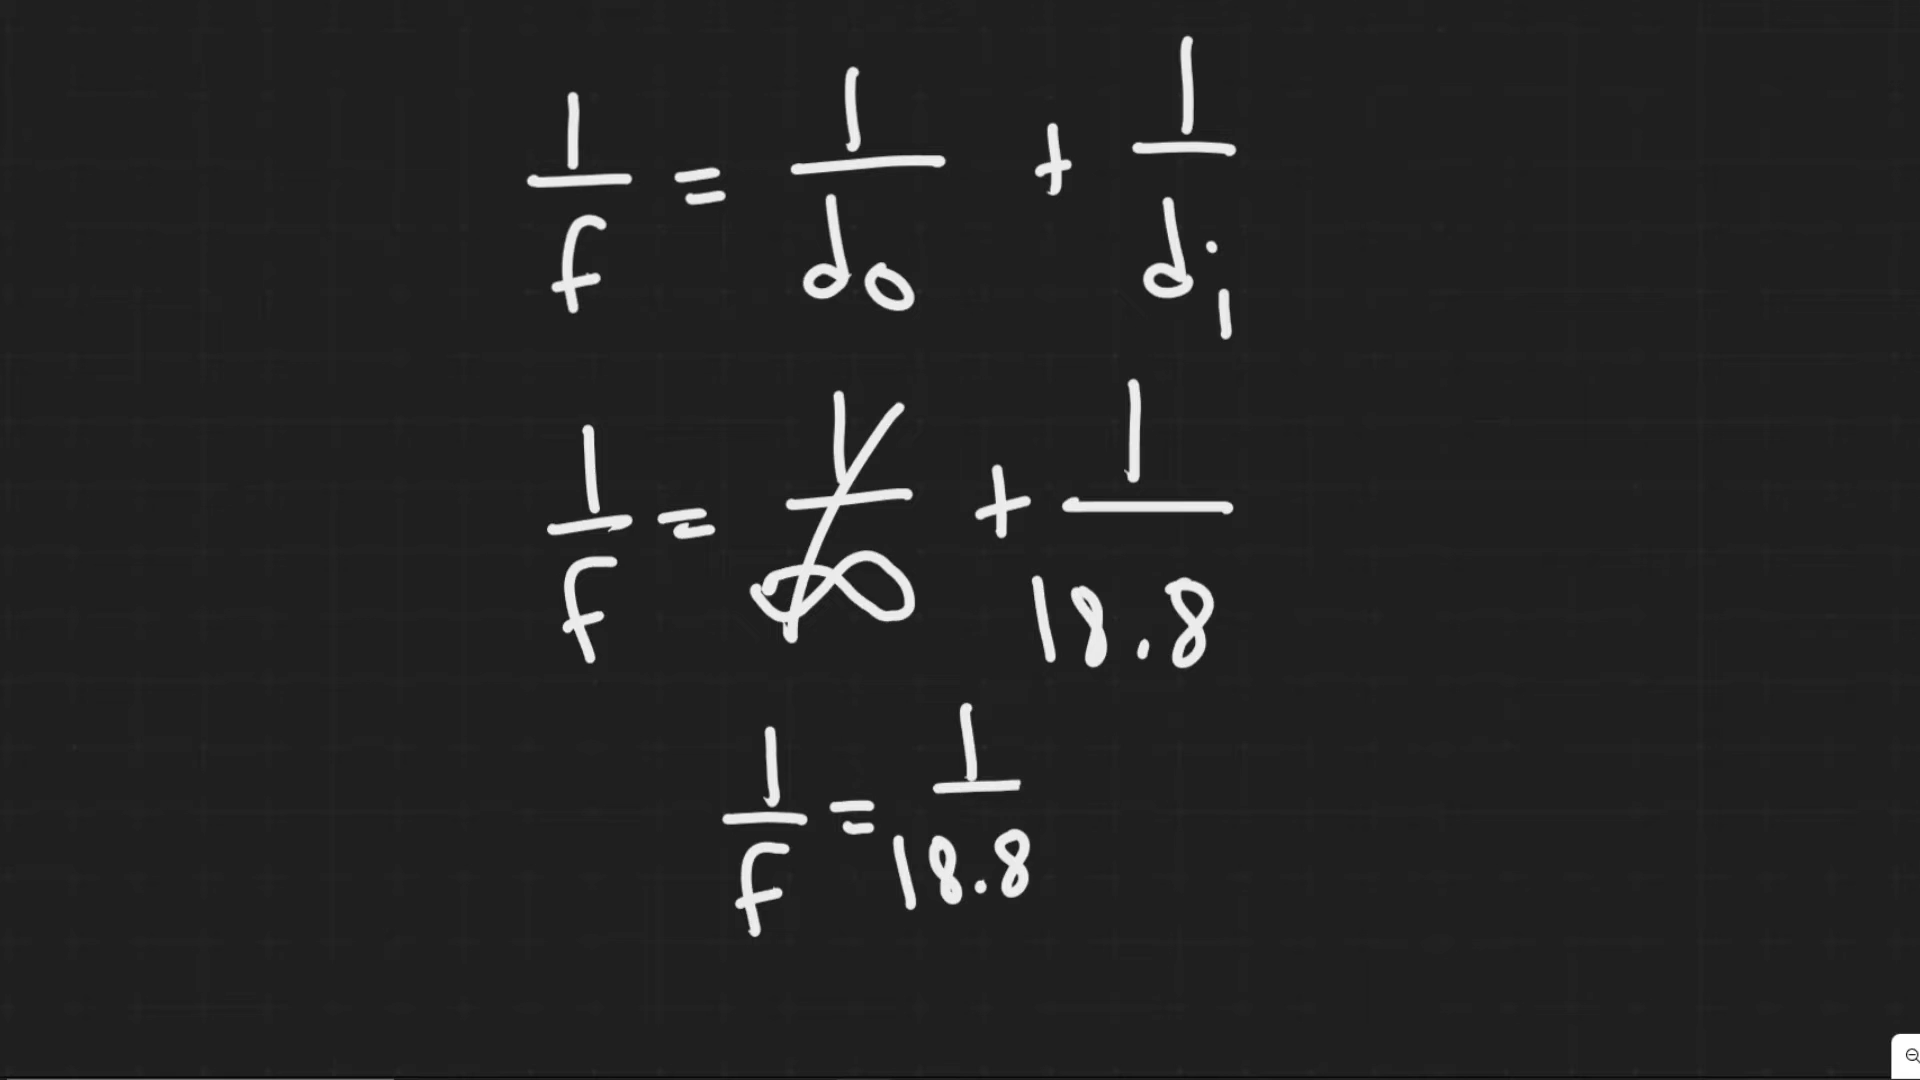 1/f = 1/do + 1/di
1/f = 1/∞ + 1/18.8
1/f = 1/18.8